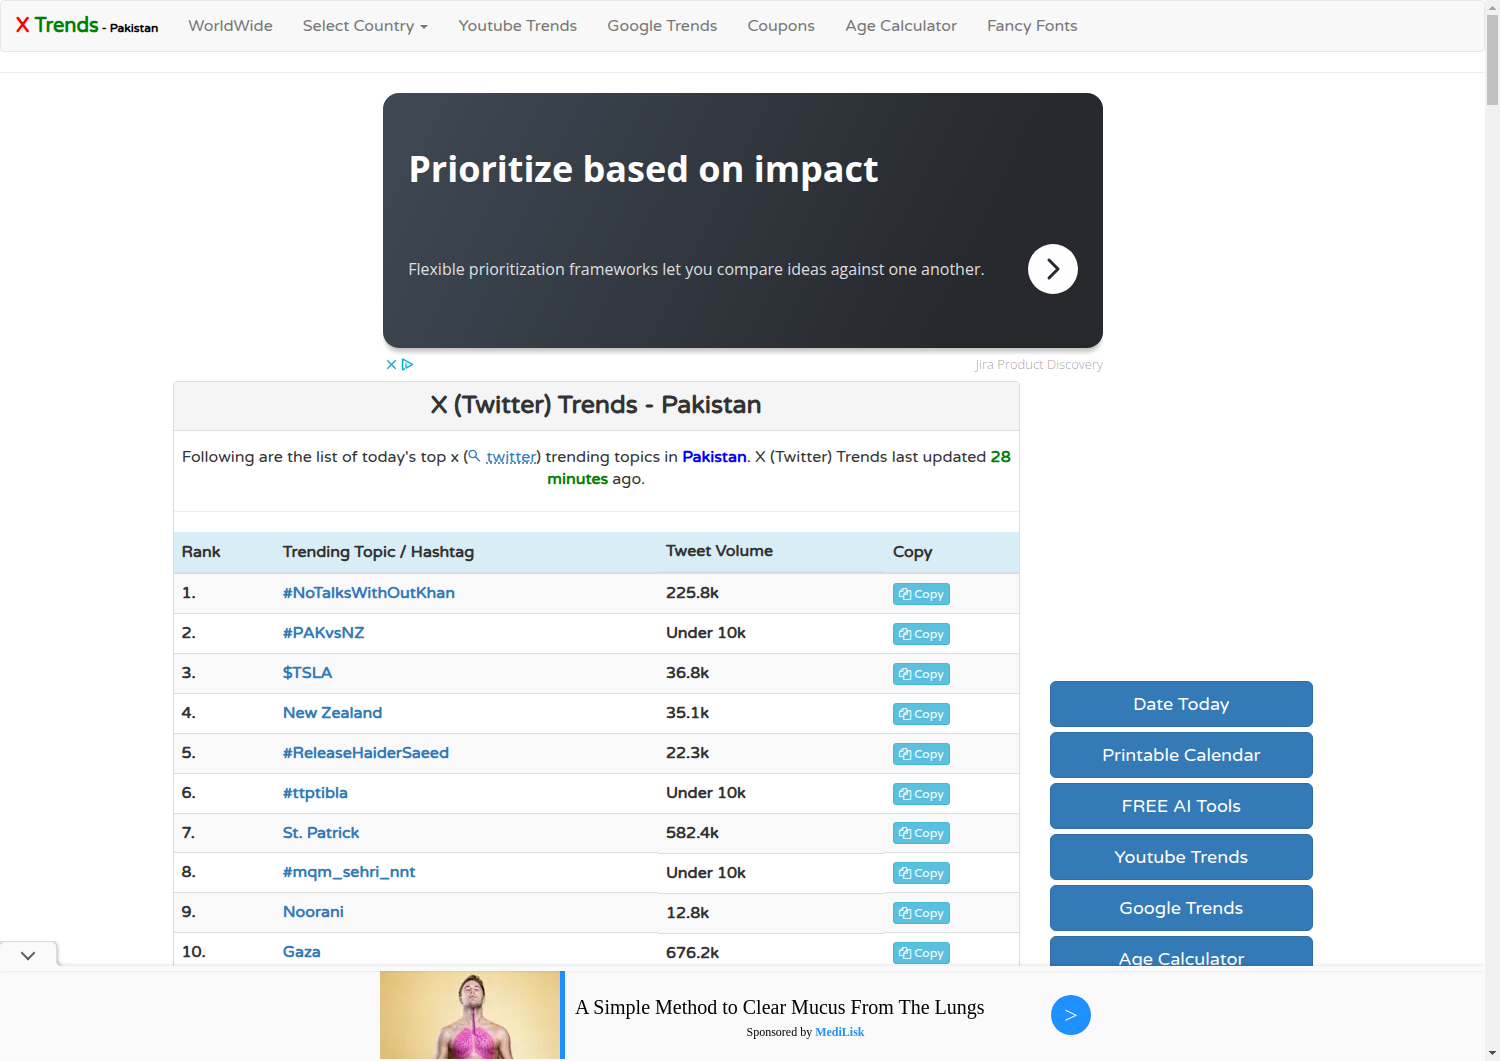 X Trends - Pakistan WorldWide Select Country Youtube Trends Google Trends Coupons Age Calculator Fancy Fonts
Prioritize based on impact
Flexible prioritization frameworks let you compare ideas against one another.
Jira Product Discovery
X (Twitter) Trends - Pakistan
Following are the list of today's top x (twitter) trending topics in Pakistan. X (Twitter) Trends last updated 28
minutes ago.
Rank Trending Topic / Hashtag Tweet Volume Copy
1. #NoTalksWithOutKhan 225.8k Copy
2. #PAKvsNZ Under 10k Copy
3. $TSLA 36.8k Copy
4. New Zealand 35.1k Copy
5. #ReleaseHaiderSaeed 22.3k Copy
6. #ttptibla Under 10k Copy
7. St. Patrick 582.4k Copy
8. #mqm_sehri_nnt Under 10k Copy
9. Noorani 12.8k Copy
10. Gaza 676.2k Copy
Date Today
Printable Calendar
FREE AI Tools
Youtube Trends
Google Trends
Age Calculator
A Simple Method to Clear Mucus From The Lungs
Sponsored by MediLisk